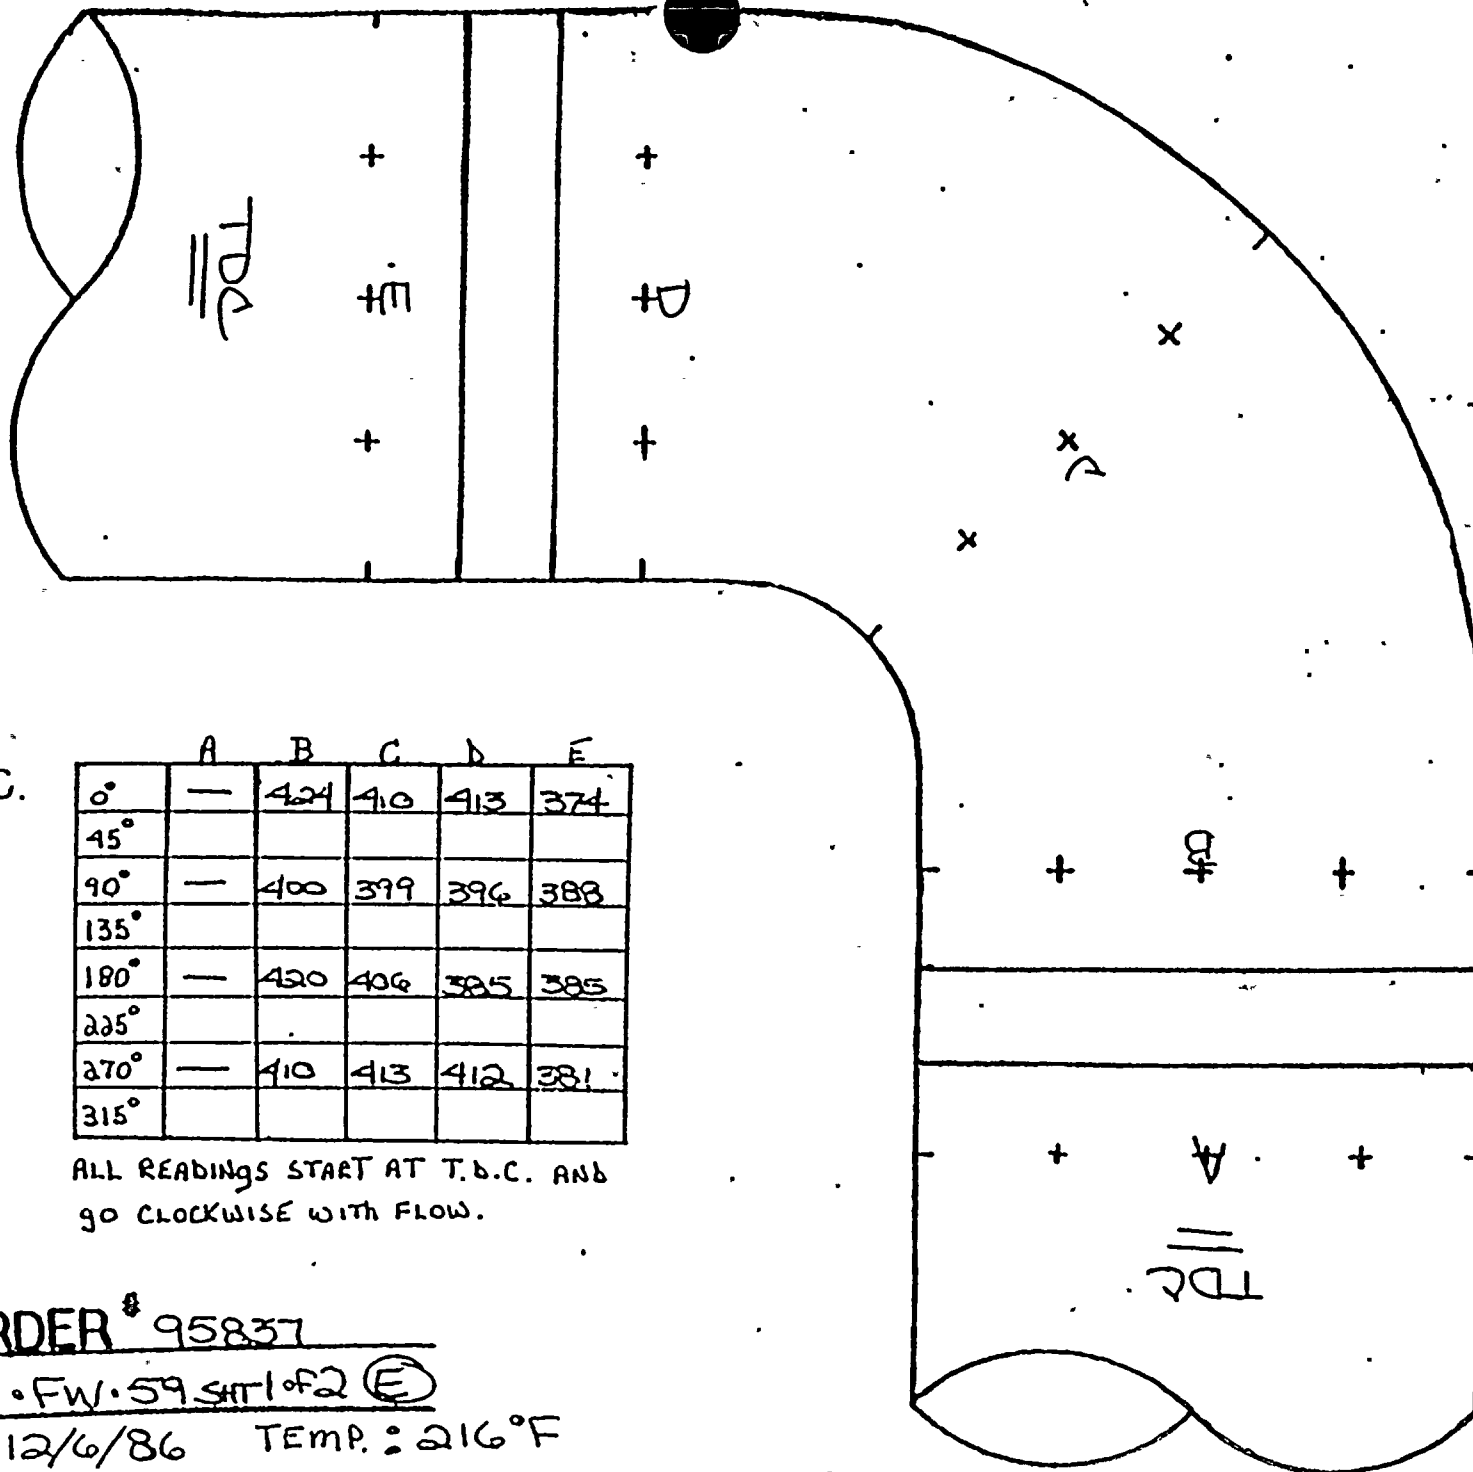 TDC
E
D
C
B
A
TDC
C.
A B C D E
0° — 424 410 413 374
45°
90° — 400 399 396 388
135°
180° — 420 406 385 385
225°
270° — 410 413 412 381
315°
ALL READINGS START AT T.D.C. AND
gO CLOCKWISE WITH FLOW.
RDER # 95837
• FW • 59 SHT 1 of 2 E
12/6/86 TEMP. : 216°F